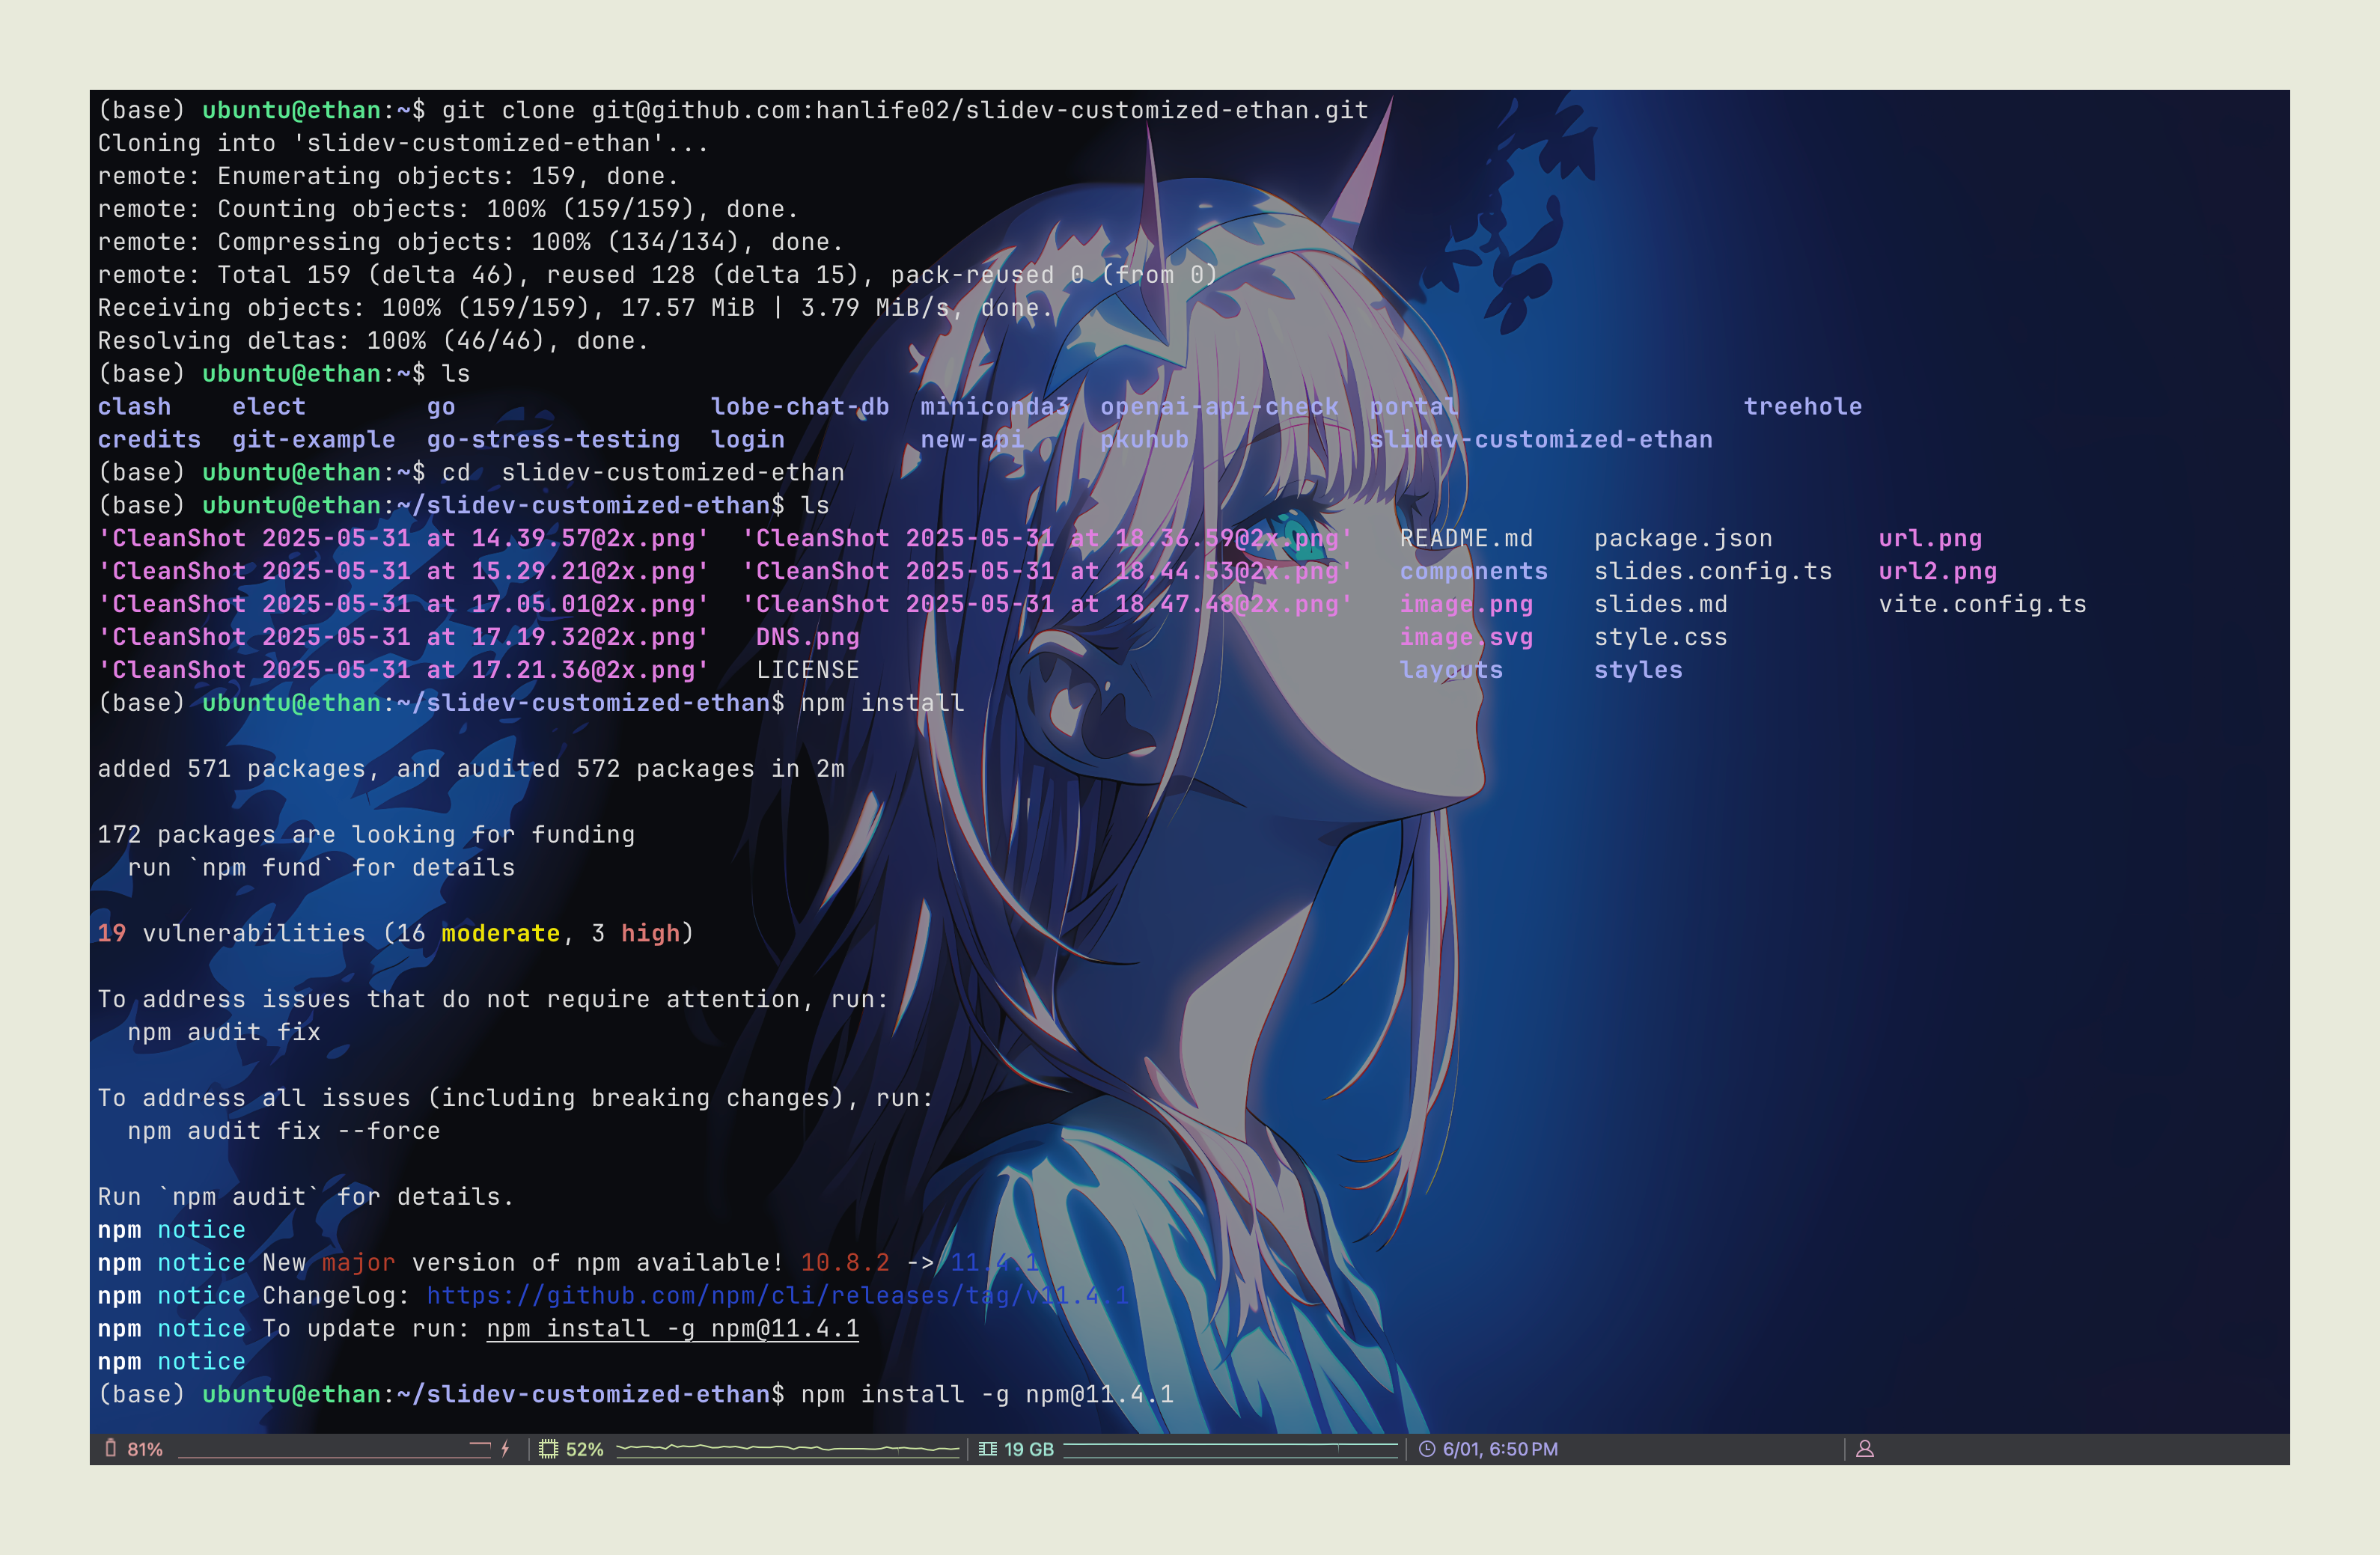 (base) ubuntu@ethan:~$ git clone git@github.com:hanlife02/slidev-customized-ethan.git
Cloning into 'slidev-customized-ethan'...
remote: Enumerating objects: 159, done.
remote: Counting objects: 100% (159/159), done.
remote: Compressing objects: 100% (134/134), done.
remote: Total 159 (delta 46), reused 128 (delta 15), pack-reused 0 (from 0)
Receiving objects: 100% (159/159), 17.57 MiB | 3.79 MiB/s, done.
Resolving deltas: 100% (46/46), done.
(base) ubuntu@ethan:~$ ls
clash    elect        go                 lobe-chat-db  miniconda3  openai-api-check  portal                   treehole
credits  git-example  go-stress-testing  login         new-api     pkuhub            slidev-customized-ethan
(base) ubuntu@ethan:~$ cd  slidev-customized-ethan
(base) ubuntu@ethan:~/slidev-customized-ethan$ ls
'CleanShot 2025-05-31 at 14.39.57@2x.png'  'CleanShot 2025-05-31 at 18.36.59@2x.png'   README.md    package.json       url.png
'CleanShot 2025-05-31 at 15.29.21@2x.png'  'CleanShot 2025-05-31 at 18.44.53@2x.png'   components   slides.config.ts   url2.png
'CleanShot 2025-05-31 at 17.05.01@2x.png'  'CleanShot 2025-05-31 at 18.47.48@2x.png'   image.png    slides.md          vite.config.ts
'CleanShot 2025-05-31 at 17.19.32@2x.png'   DNS.png                                    image.svg    style.css
'CleanShot 2025-05-31 at 17.21.36@2x.png'   LICENSE                                    layouts      styles
(base) ubuntu@ethan:~/slidev-customized-ethan$ npm install

added 571 packages, and audited 572 packages in 2m

172 packages are looking for funding
  run `npm fund` for details

19 vulnerabilities (16 moderate, 3 high)

To address issues that do not require attention, run:
  npm audit fix

To address all issues (including breaking changes), run:
  npm audit fix --force

Run `npm audit` for details.
npm notice
npm notice New major version of npm available! 10.8.2 -> 11.4.1
npm notice Changelog: https://github.com/npm/cli/releases/tag/v11.4.1
npm notice To update run: npm install -g npm@11.4.1
npm notice
(base) ubuntu@ethan:~/slidev-customized-ethan$ npm install -g npm@11.4.1
81% 52% 19 GB 6/01, 6:50 PM